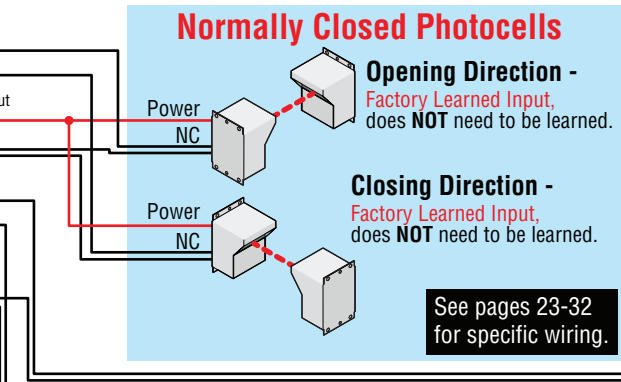 Normally Closed Photocells
Opening Direction -
Factory Learned Input,
does NOT need to be learned.
Power
NC
Closing Direction -
Factory Learned Input,
does NOT need to be learned.
Power
NC
See pages 23-32
for specific wiring.